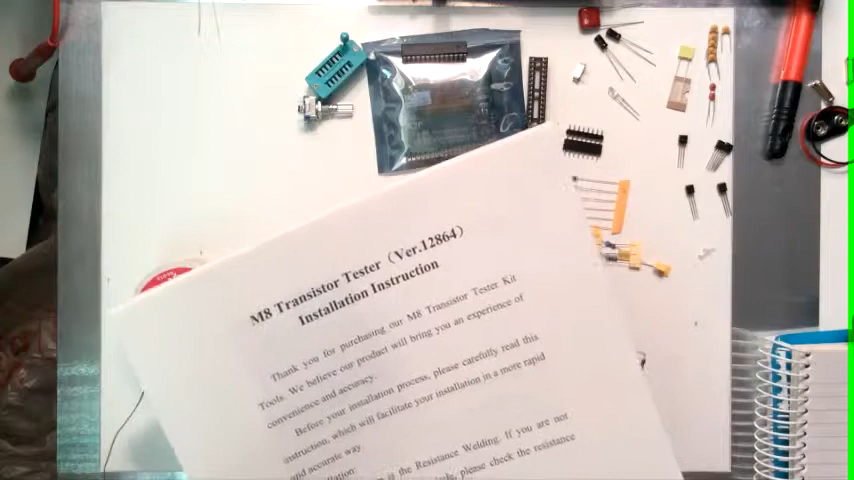 M8 Transistor Tester（Ver.12864）
Installation Instruction
Thank you for purchasing our M8 Transistor Tester Kit
Tools. We believe our product will bring you an experience of
convenience and accuracy.
Before your installation process, please carefully read this
instruction, which will facilitate your installation in a more rapid
and accurate way.
is the Resistance Welding. If you are not
please check the resistance